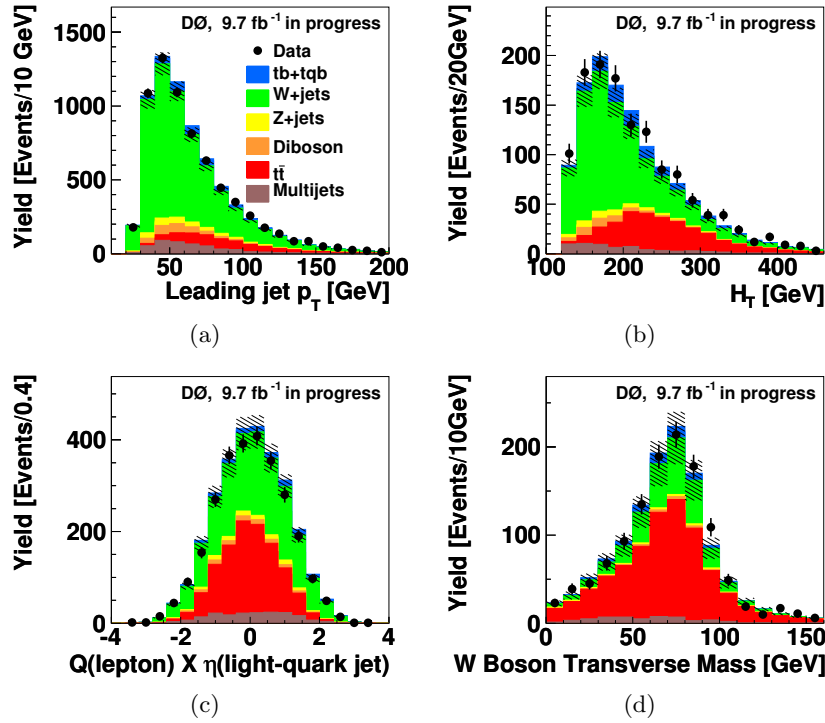 DØ, 9.7 fb⁻¹ in progress
Data
tb+tqb
W+jets
Z+jets
Diboson
tt̄
Multijets
Yield [Events/10 GeV]
0
500
1000
1500
50 100 150 200
Leading jet p_T [GeV]
(a)
DØ, 9.7 fb⁻¹ in progress
Yield [Events/20GeV]
0
50
100
150
200
100 200 300 400
H_T [GeV]
(b)
DØ, 9.7 fb⁻¹ in progress
Yield [Events/0.4]
0
200
400
-4 -2 0 2 4
Q(lepton) X η(light-quark jet)
(c)
DØ, 9.7 fb⁻¹ in progress
Yield [Events/10GeV]
0
100
200
0 50 100 150
W Boson Transverse Mass [GeV]
(d)